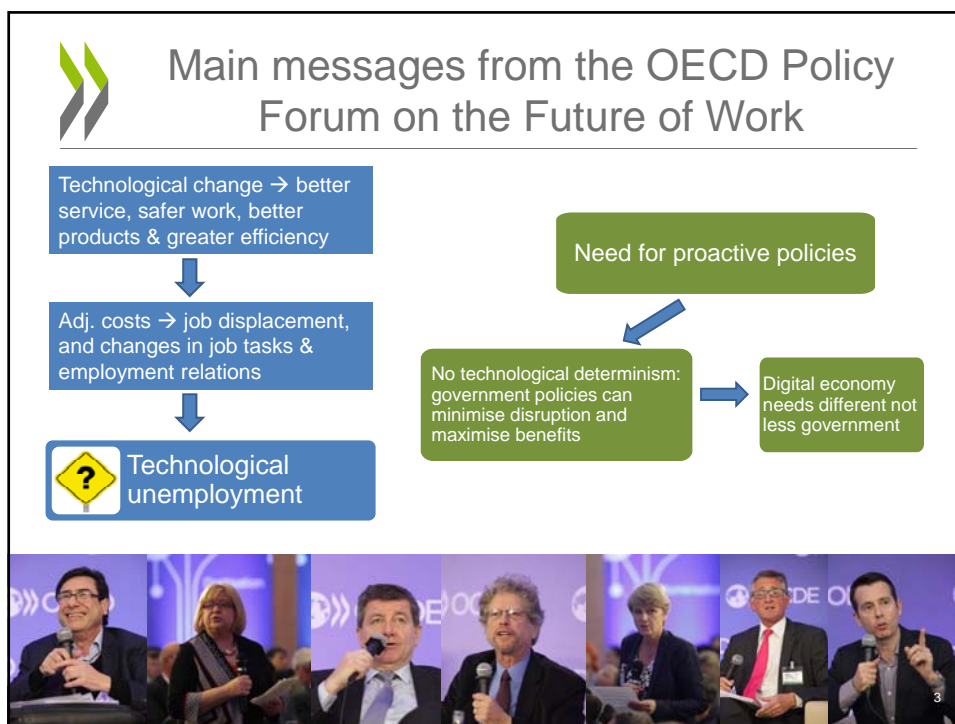 Main messages from the OECD Policy
Forum on the Future of Work
Technological change → better
service, safer work, better
products & greater efficiency
Adj. costs → job displacement,
and changes in job tasks &
employment relations
?
Technological
unemployment
Need for proactive policies
No technological determinism:
government policies can
minimise disruption and
maximise benefits
Digital economy
needs different not
less government
3